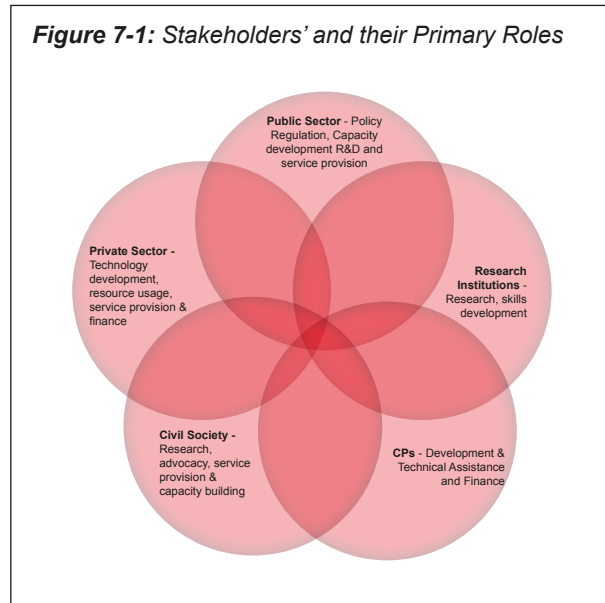 Figure 7-1: Stakeholders’ and their Primary Roles
Public Sector - Policy
Regulation, Capacity
development R&D and
service provision
Private Sector -
Technology
development,
resource usage,
service provision &
finance
Research
Institutions -
Research, skills
development
Civil Society -
Research,
advocacy, service
provision &
capacity building
CPs - Development &
Technical Assistance
and Finance